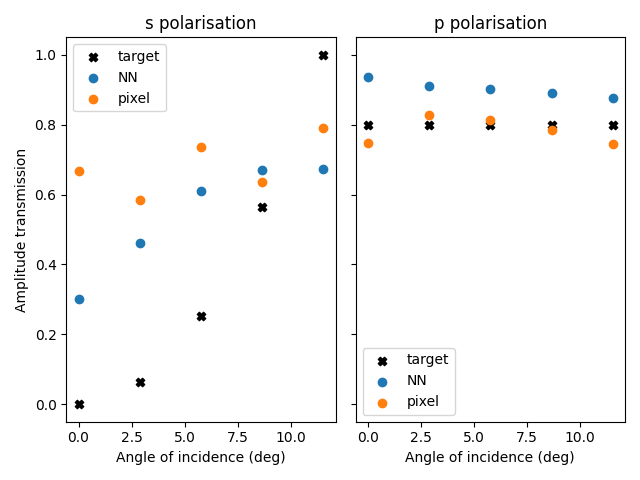 s polarisation
p polarisation
target
NN
pixel
Amplitude transmission
1.0
0.8
0.6
0.4
0.2
0.0
target
NN
pixel
0.0 2.5 5.0 7.5 10.0
0.0 2.5 5.0 7.5 10.0
Angle of incidence (deg)
Angle of incidence (deg)